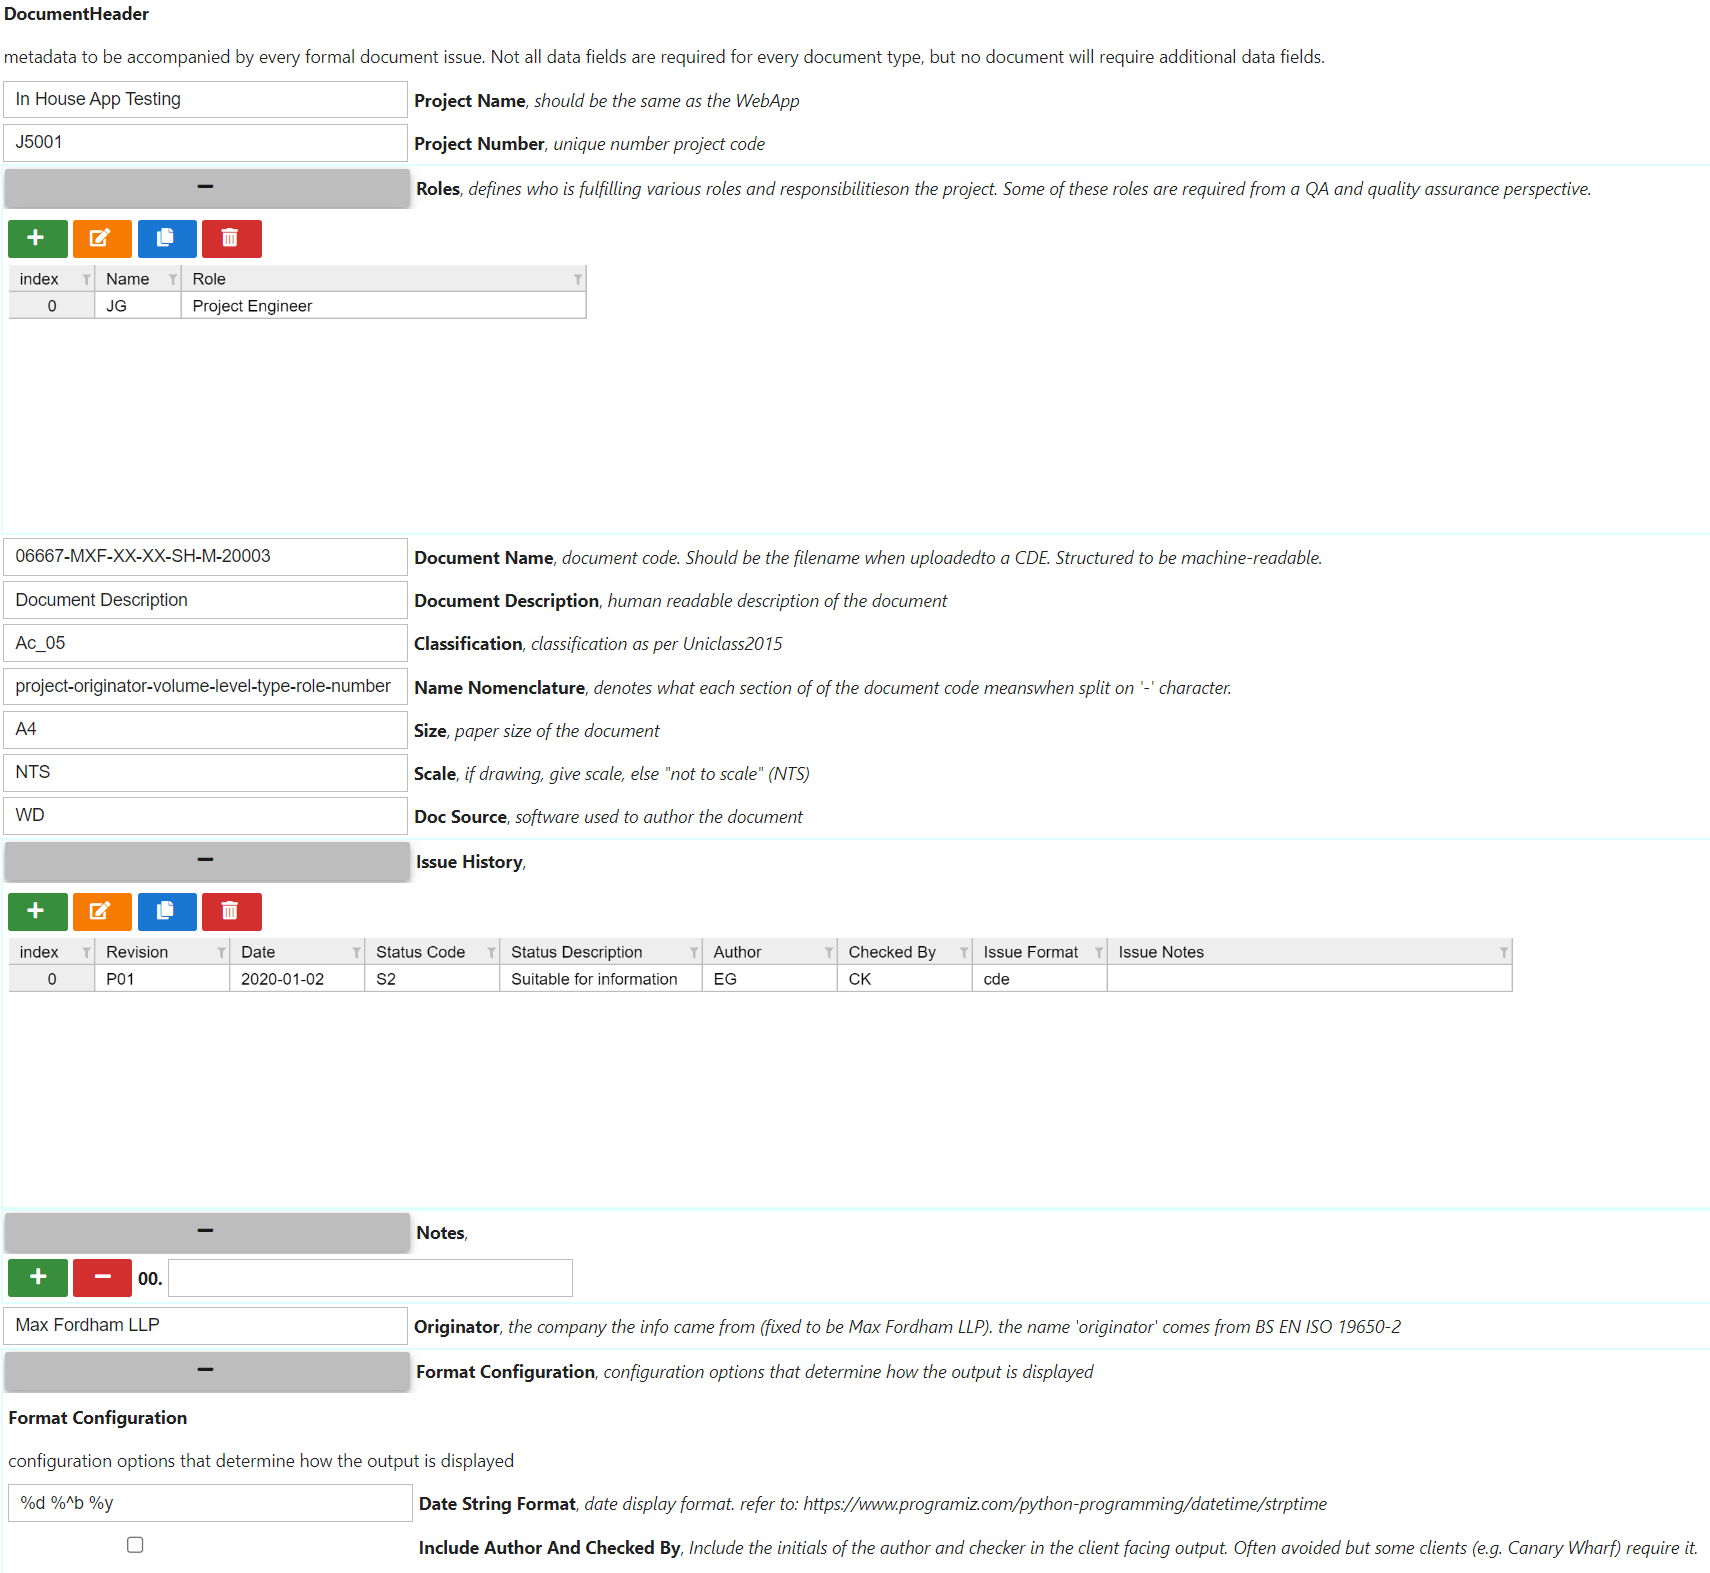 DocumentHeader
metadata to be accompanied by every formal document issue. Not all data fields are required for every document type, but no document will require additional data fields.
In House App Testing Project Name, should be the same as the WebApp
J5001 Project Number, unique number project code
Roles, defines who is fulfilling various roles and responsibilitieson the project. Some of these roles are required from a QA and quality assurance perspective.
index Name Role
0 JG Project Engineer
06667-MXF-XX-XX-SH-M-20003 Document Name, document code. Should be the filename when uploadedto a CDE. Structured to be machine-readable.
Document Description Document Description, human readable description of the document
Ac_05 Classification, classification as per Uniclass2015
project-originator-volume-level-type-role-number Name Nomenclature, denotes what each section of of the document code meanswhen split on '-' character.
A4 Size, paper size of the document
NTS Scale, if drawing, give scale, else "not to scale" (NTS)
WD Doc Source, software used to author the document
Issue History,
index Revision Date Status Code Status Description Author Checked By Issue Format Issue Notes
0 P01 2020-01-02 S2 Suitable for information EG CK cde
Notes,
00.
Max Fordham LLP Originator, the company the info came from (fixed to be Max Fordham LLP). the name 'originator' comes from BS EN ISO 19650-2
Format Configuration, configuration options that determine how the output is displayed
Format Configuration
configuration options that determine how the output is displayed
%d %^b %y Date String Format, date display format. refer to: https://www.programiz.com/python-programming/datetime/strptime
Include Author And Checked By, Include the initials of the author and checker in the client facing output. Often avoided but some clients (e.g. Canary Wharf) require it.